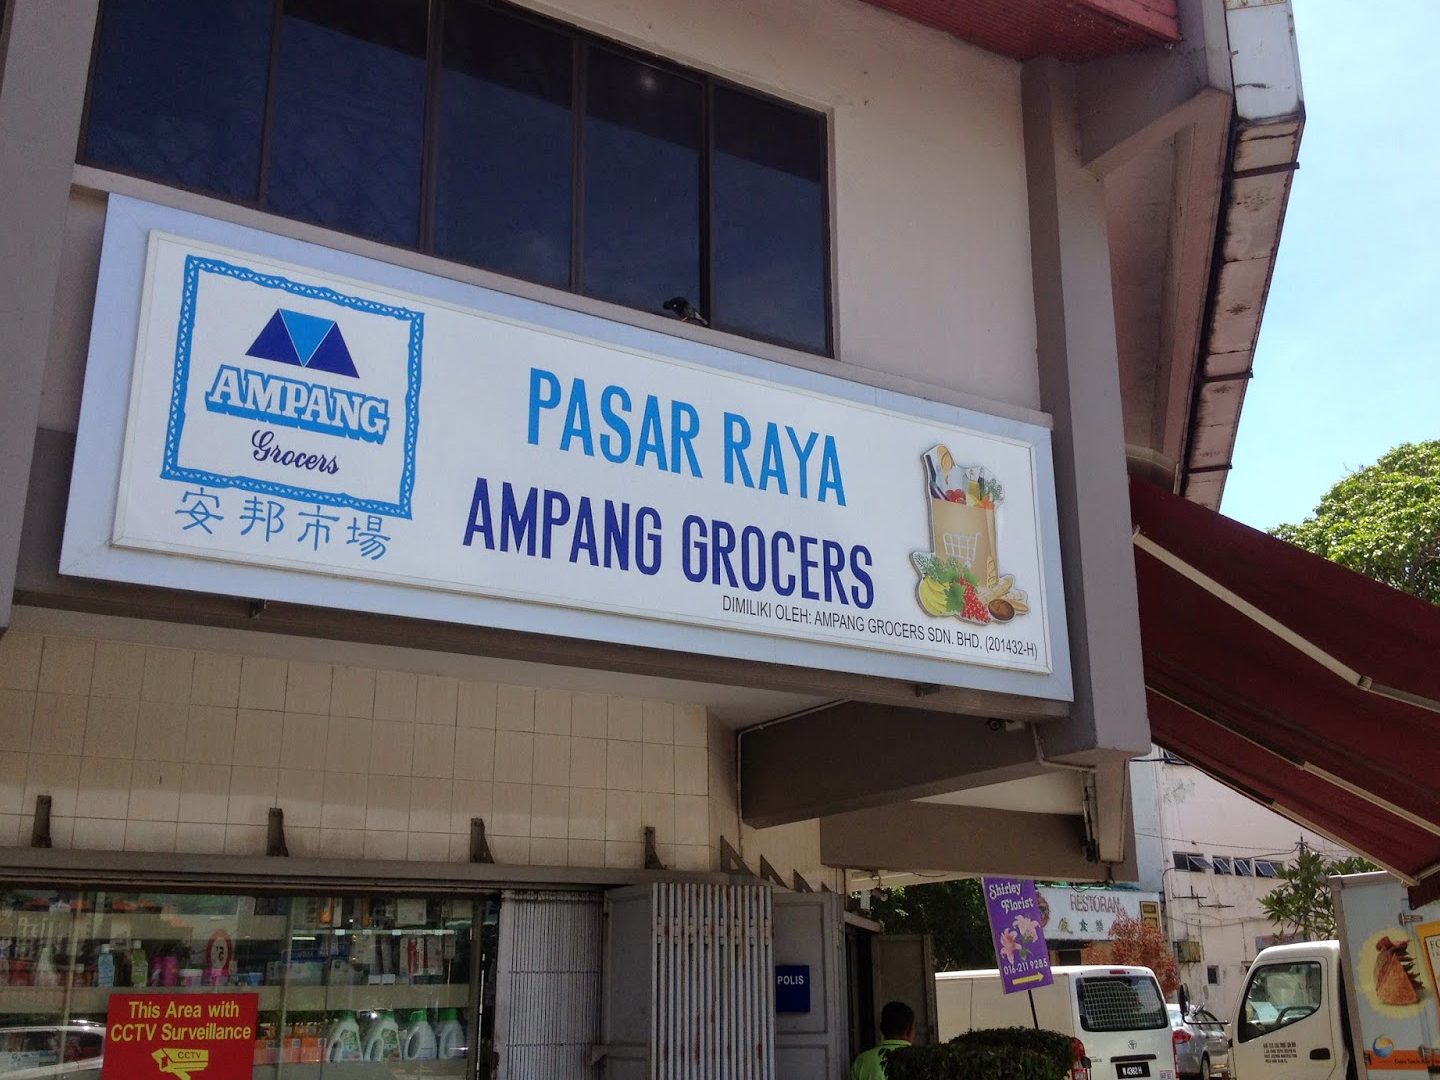 AMPANG
Grocers
安邦市場
PASAR RAYA
AMPANG GROCERS
DIMILIKI OLEH: AMPANG GROCERS SDN. BHD. (201432-H)
This Area with
CCTV Surveillance
CCTV
POLIS
Shirley
Florist
016-211 9285
RESTORAN
W 4382 H